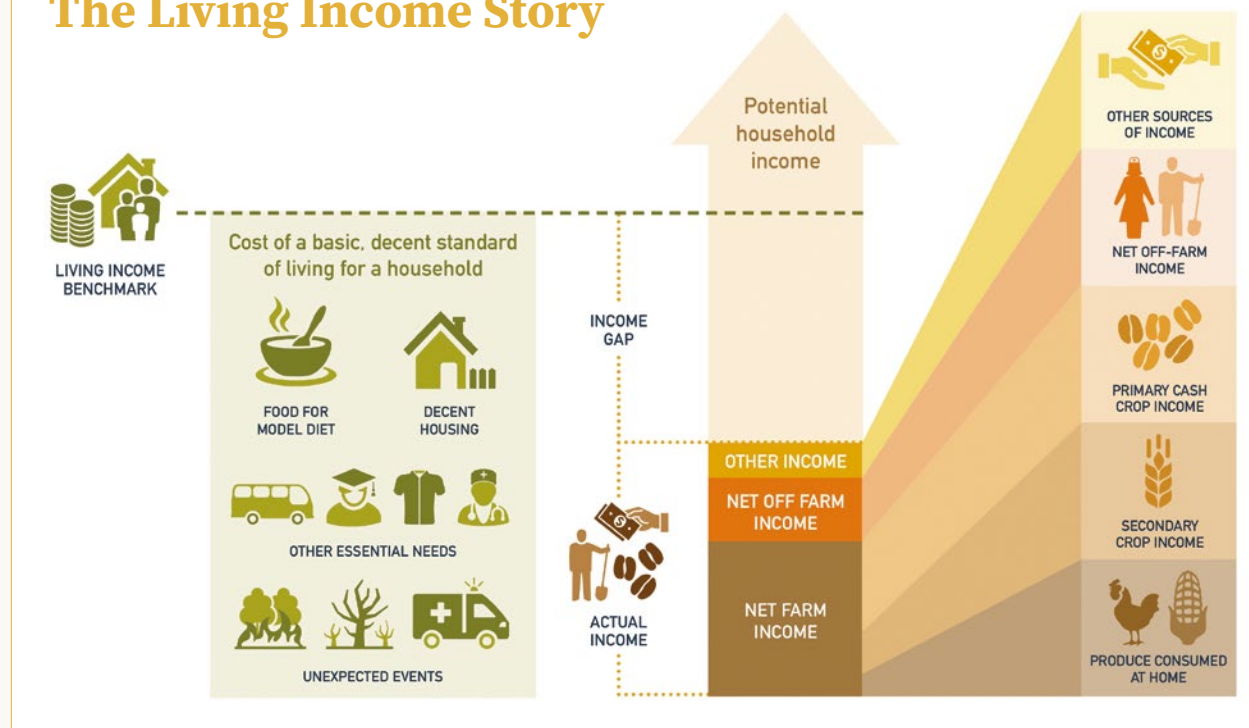 The Living Income Story
LIVING INCOME
BENCHMARK
Cost of a basic, decent standard
of living for a household
FOOD FOR
MODEL DIET
DECENT
HOUSING
OTHER ESSENTIAL NEEDS
UNEXPECTED EVENTS
INCOME
GAP
ACTUAL
INCOME
Potential
household
income
OTHER INCOME
NET OFF FARM
INCOME
NET FARM
INCOME
OTHER SOURCES
OF INCOME
NET OFF-FARM
INCOME
PRIMARY CASH
CROP INCOME
SECONDARY
CROP INCOME
PRODUCE CONSUMED
AT HOME